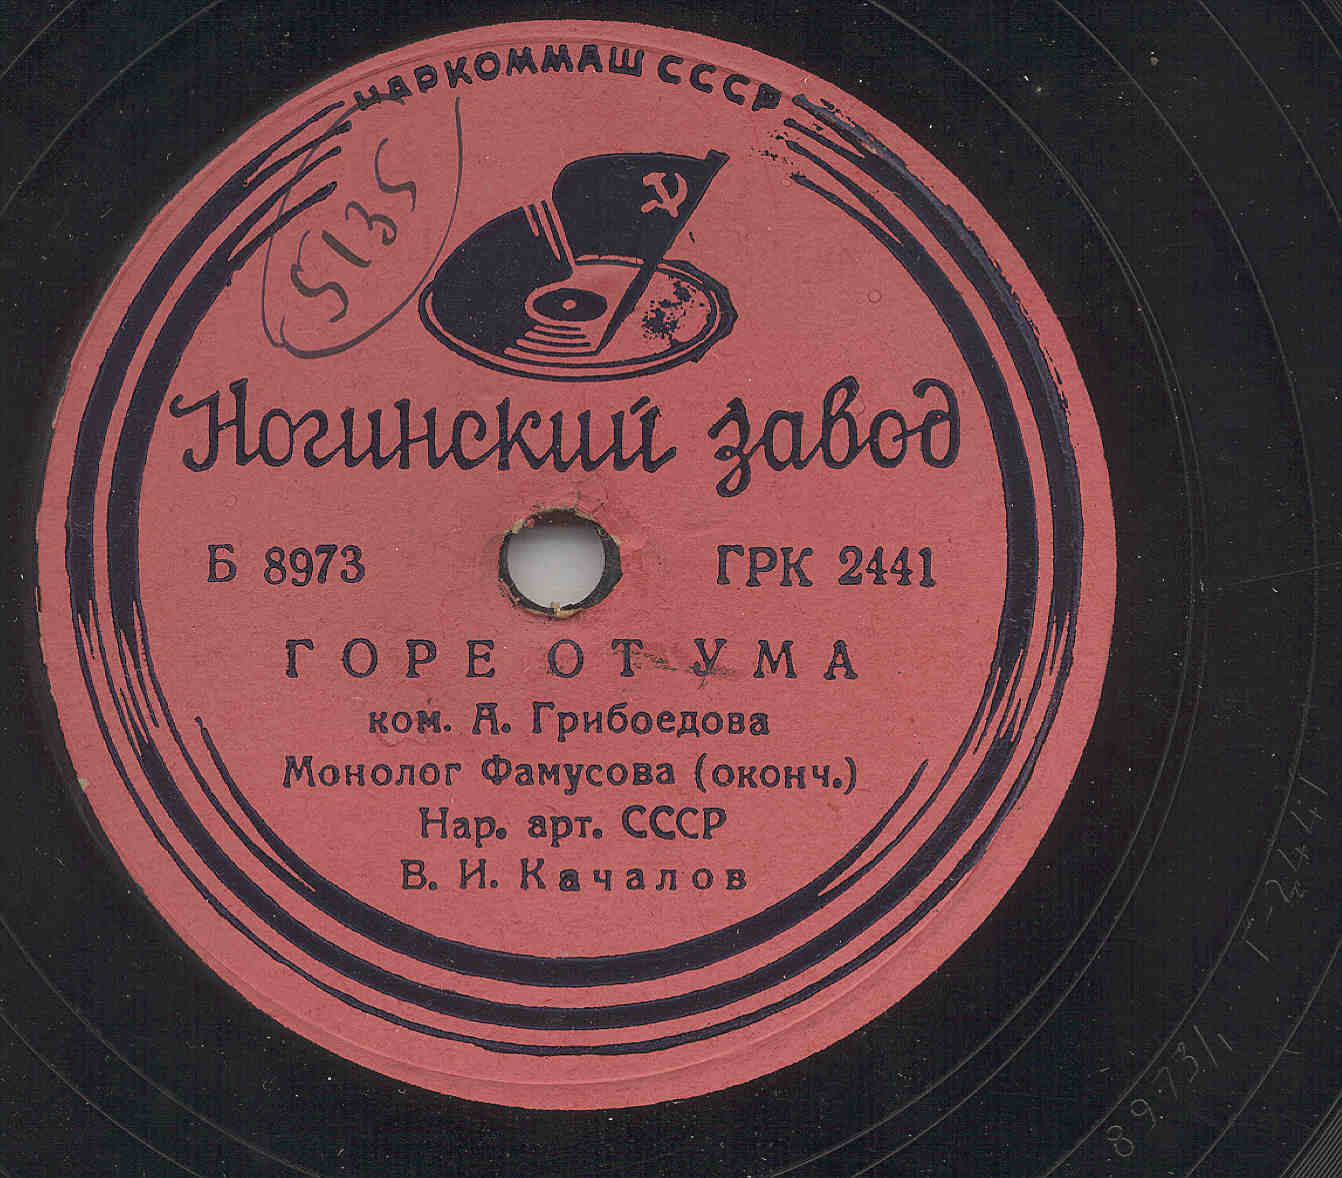 НАРКОММАШ СССР
5135
Ногинский завод
Б 8973
ГРК 2441
ГОРЕ ОТ УМА
ком. А. Грибоедова
Монолог Фамусова (оконч.)
Нар. арт. СССР
В. И. Качалов
Г-2441
8973/1